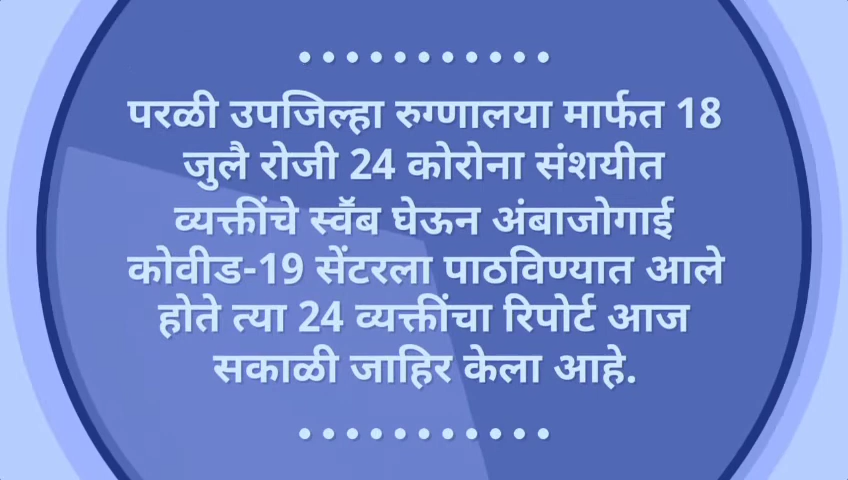 परळी उपजिल्हा रुग्णालया मार्फत 18
जुलै रोजी 24 कोरोना संशयीत
व्यक्तींचे स्वॅब घेऊन अंबाजोगाई
कोवीड-19 सेंटरला पाठविण्यात आले
होते त्या 24 व्यक्तींचा रिपोर्ट आज
सकाळी जाहिर केला आहे.